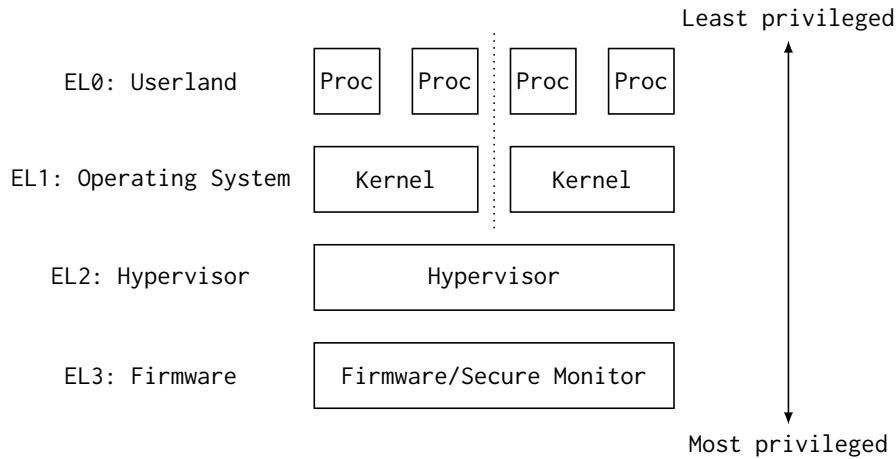 Least privileged
EL0: Userland
Proc
Proc
Proc
Proc
EL1: Operating System
Kernel
Kernel
EL2: Hypervisor
Hypervisor
EL3: Firmware
Firmware/Secure Monitor
Most privileged